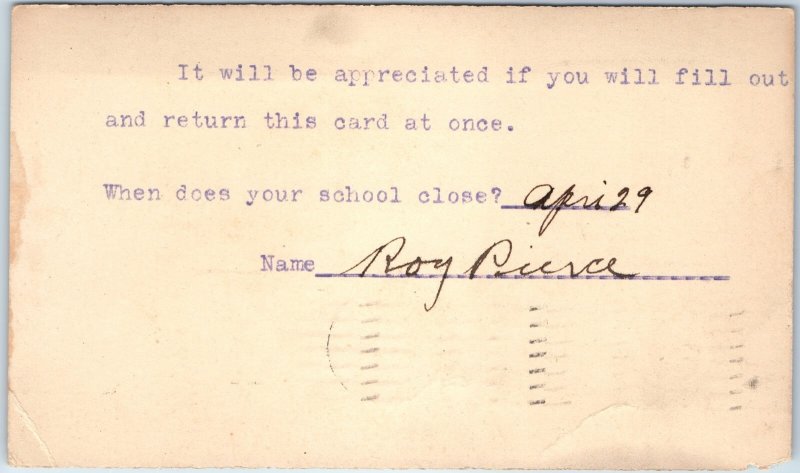 It will be appreciated if you will fill out
and return this card at once.
When does your school close? Apri 29
Name Roy Pierce